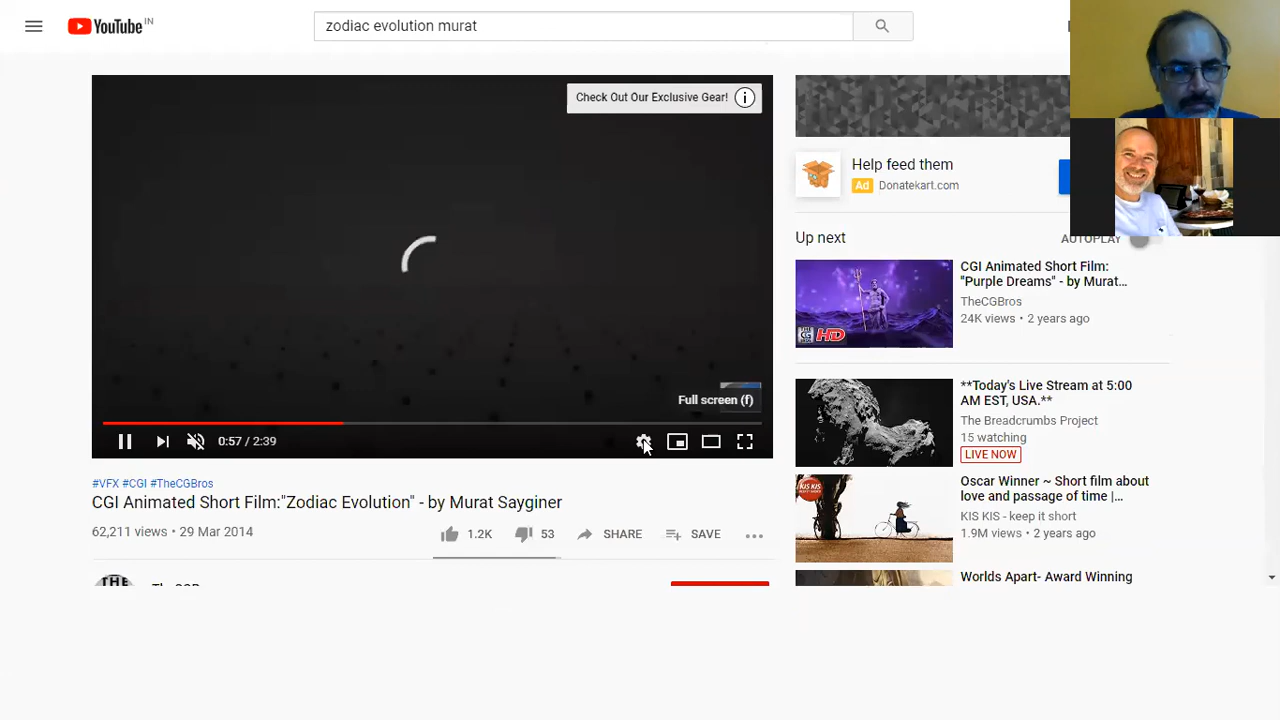 YouTube IN
zodiac evolution murat
Check Out Our Exclusive Gear!
Full screen (f)
0:57 / 2:39
#VFX #CGI #TheCGBros
CGI Animated Short Film:"Zodiac Evolution" - by Murat Sayginer
62,211 views • 29 Mar 2014
1.2K
53
SHARE
SAVE
THE
Help feed them
Ad Donatekart.com
Up next
AUTOPLAY
CGI Animated Short Film:
"Purple Dreams" - by Murat...
TheCGBros
24K views • 2 years ago
HD
**Today's Live Stream at 5:00
AM EST, USA.**
The Breadcrumbs Project
15 watching
LIVE NOW
Oscar Winner ~ Short film about
love and passage of time |...
KIS KIS - keep it short
1.9M views • 2 years ago
KIS KIS
Worlds Apart- Award Winning